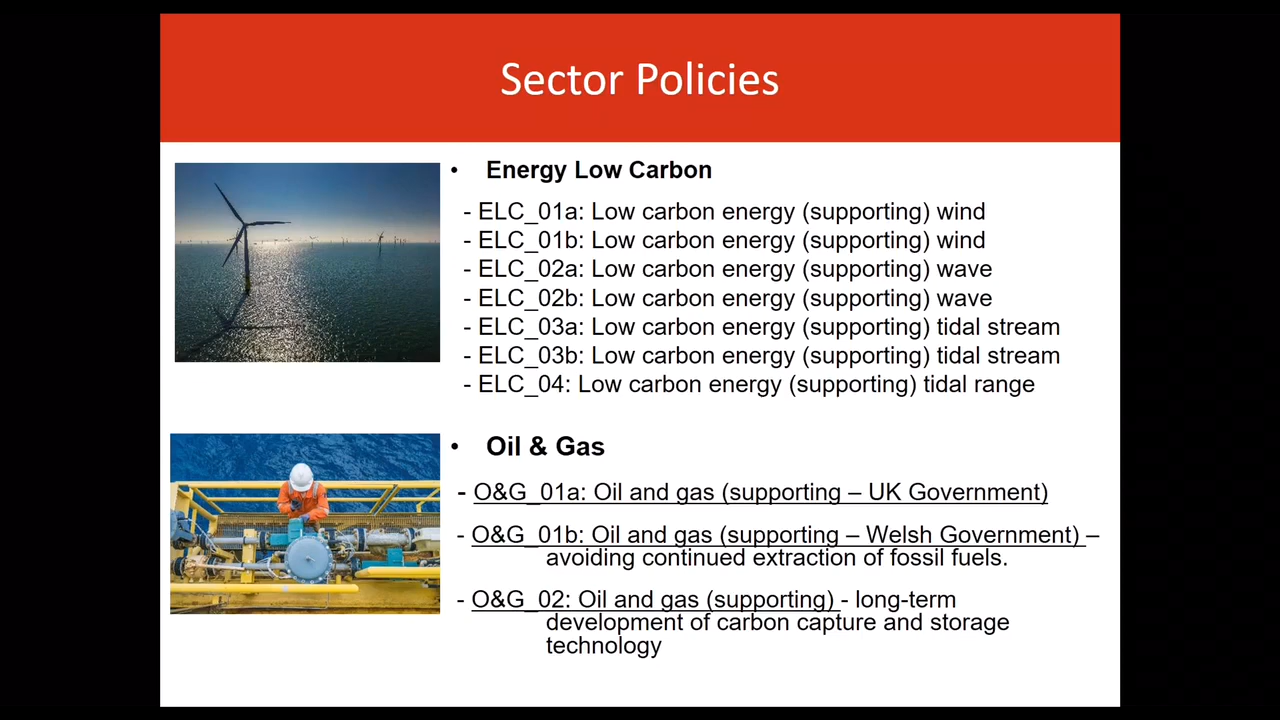 Sector Policies
• Energy Low Carbon
- ELC_01a: Low carbon energy (supporting) wind
- ELC_01b: Low carbon energy (supporting) wind
- ELC_02a: Low carbon energy (supporting) wave
- ELC_02b: Low carbon energy (supporting) wave
- ELC_03a: Low carbon energy (supporting) tidal stream
- ELC_03b: Low carbon energy (supporting) tidal stream
- ELC_04: Low carbon energy (supporting) tidal range
• Oil & Gas
- O&G_01a: Oil and gas (supporting – UK Government)
- O&G_01b: Oil and gas (supporting – Welsh Government) –
avoiding continued extraction of fossil fuels.
- O&G_02: Oil and gas (supporting) - long-term
development of carbon capture and storage
technology